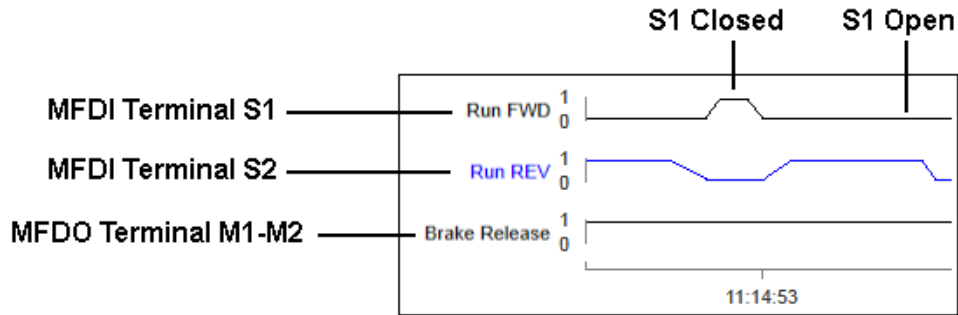 S1 Closed S1 Open
MFDI Terminal S1 Run FWD 1
0
MFDI Terminal S2 Run REV 1
0
MFDO Terminal M1-M2 Brake Release 1
0
11:14:53